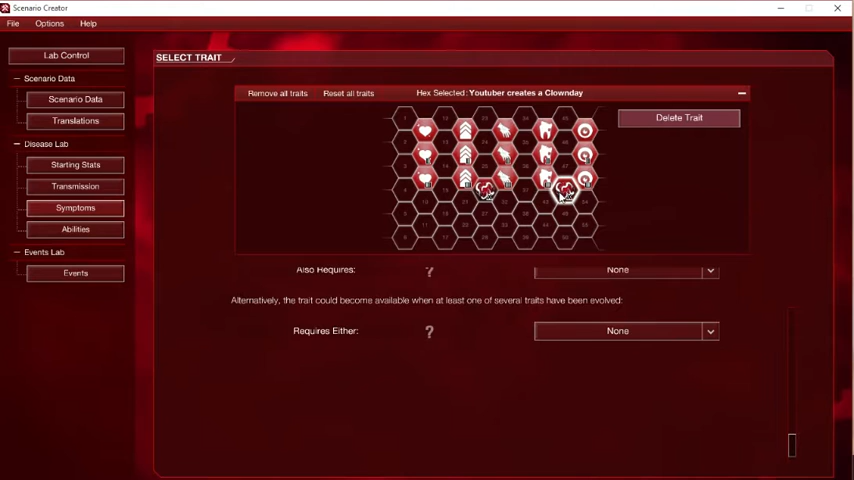 Scenario Creator
File Options Help
Lab Control
Scenario Data
Scenario Data
Translations
Disease Lab
Starting Stats
Transmission
Symptoms
Abilities
Events Lab
Events
SELECT TRAIT
Remove all traits Reset all traits Hex Selected: Youtuber creates a Clownday
Delete Trait
Also Requires: ? None
Alternatively, the trait could become available when at least one of several traits have been evolved:
Requires Either: ? None